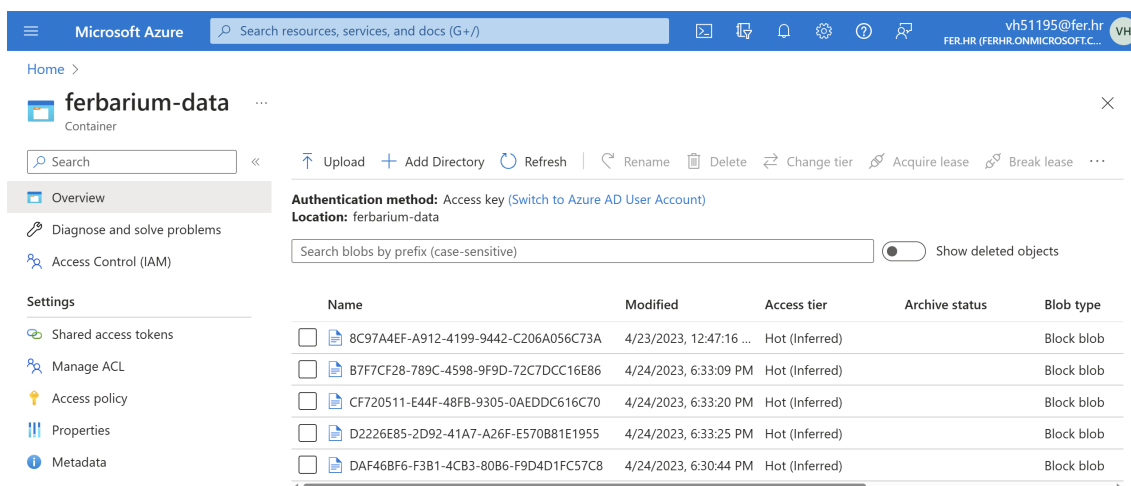 Microsoft Azure
Search resources, services, and docs (G+/)
vh51195@fer.hr
FER.HR (FERHR.ONMICROSOFT.C...
VH
Home >
ferbarium-data ...
Container
Search
Upload Add Directory Refresh Rename Delete Change tier Acquire lease Break lease ...
Overview
Diagnose and solve problems
Access Control (IAM)
Settings
Shared access tokens
Manage ACL
Access policy
Properties
Metadata
Authentication method: Access key (Switch to Azure AD User Account)
Location: ferbarium-data
Search blobs by prefix (case-sensitive)
Show deleted objects
Name Modified Access tier Archive status Blob type
8C97A4EF-A912-4199-9442-C206A056C73A 4/23/2023, 12:47:16 ... Hot (Inferred) Block blob
B7F7CF28-789C-4598-9F9D-72C7DCC16E86 4/24/2023, 6:33:09 PM Hot (Inferred) Block blob
CF720511-E44F-48FB-9305-0AEDDC616C70 4/24/2023, 6:33:20 PM Hot (Inferred) Block blob
D2226E85-2D92-41A7-A26F-E570B81E1955 4/24/2023, 6:33:25 PM Hot (Inferred) Block blob
DAF46BF6-F3B1-4CB3-80B6-F9D4D1FC57C8 4/24/2023, 6:30:44 PM Hot (Inferred) Block blob